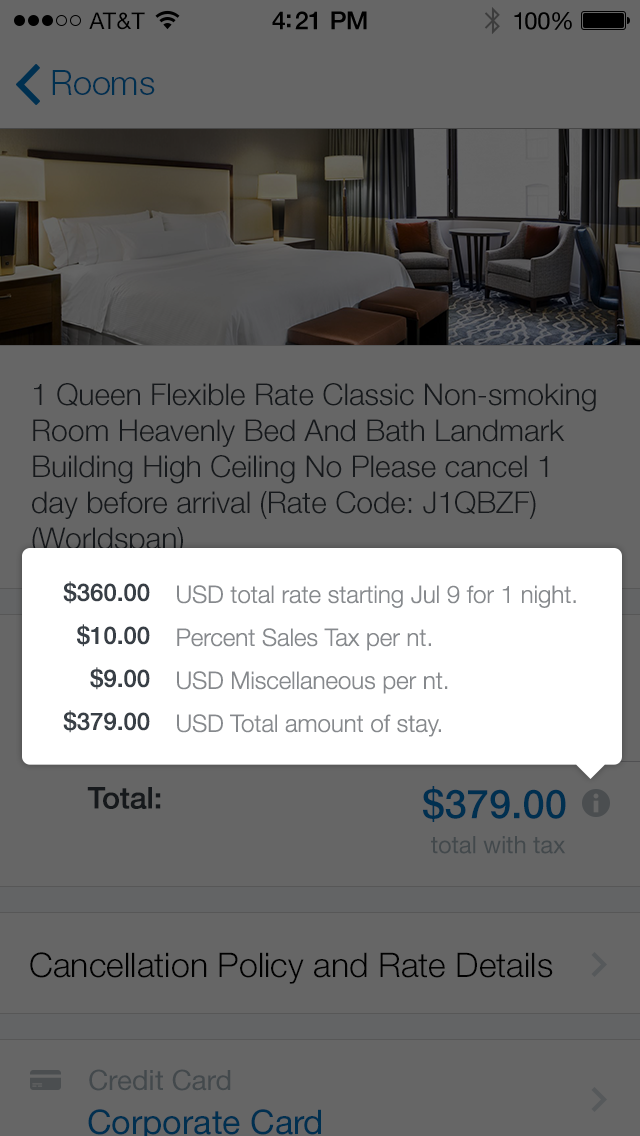 AT&T 4:21 PM 100%
Rooms
1 Queen Flexible Rate Classic Non-smoking
Room Heavenly Bed And Bath Landmark
Building High Ceiling No Please cancel 1
day before arrival (Rate Code: J1QBZF)
(Worldspan)
$360.00 USD total rate starting Jul 9 for 1 night.
$10.00 Percent Sales Tax per nt.
$9.00 USD Miscellaneous per nt.
$379.00 USD Total amount of stay.
Total: $379.00
total with tax
Cancellation Policy and Rate Details
Credit Card
Corporate Card